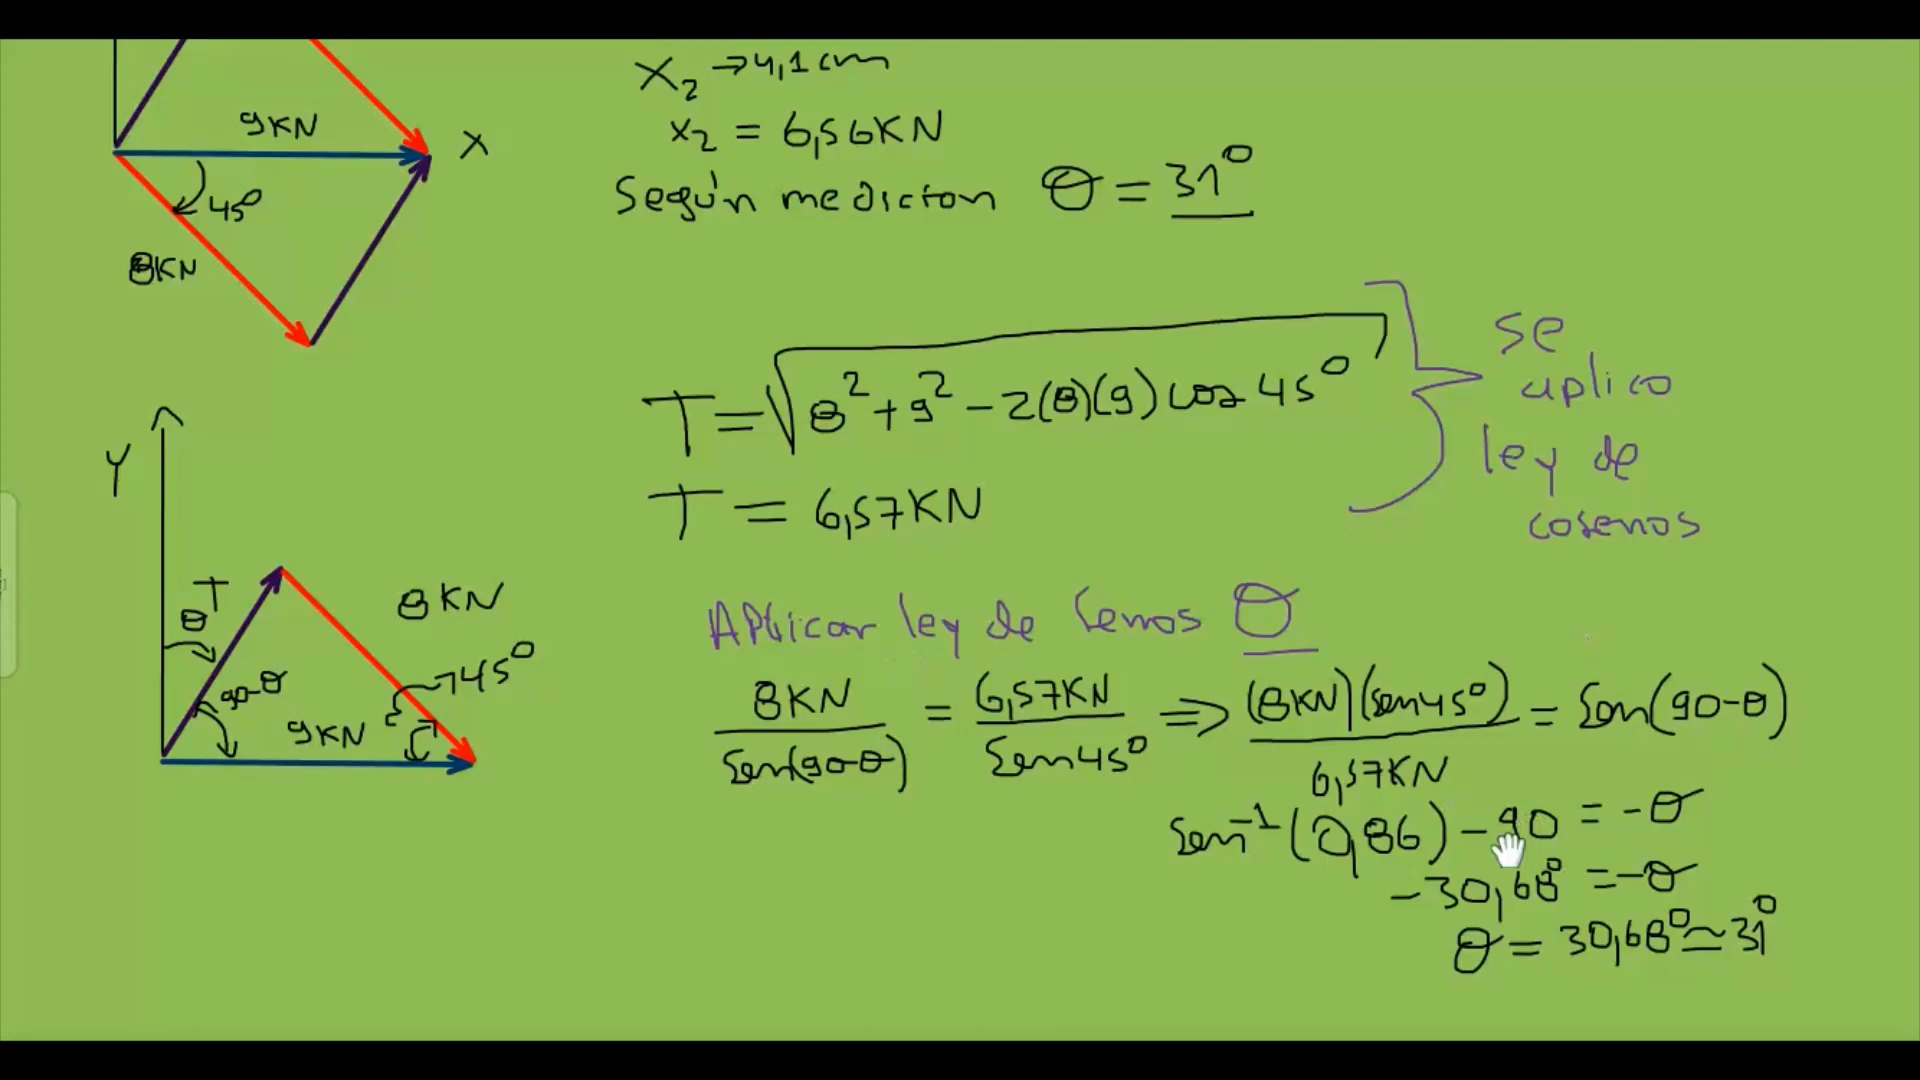 9KN
X
45°
8KN
X₂ → 4,1cm
x₂ = 6,56KN
Según medicion θ = 31°
T = √8² + 9² - 2(8)(9) cos 45°
T = 6,57KN
se
aplico
ley de
cosenos
Y
T
θ
8KN
90-θ
45°
9KN
Aplicar ley de senos θ
8KN / Sen(90-θ) = 6,57KN / Sen45° ⇒ (8KN)(sen45°) / 6,57KN = Sen(90-θ)
sen⁻¹(0,86) - 90 = -θ
-30,68° = -θ
θ = 30,68° ≃ 31°